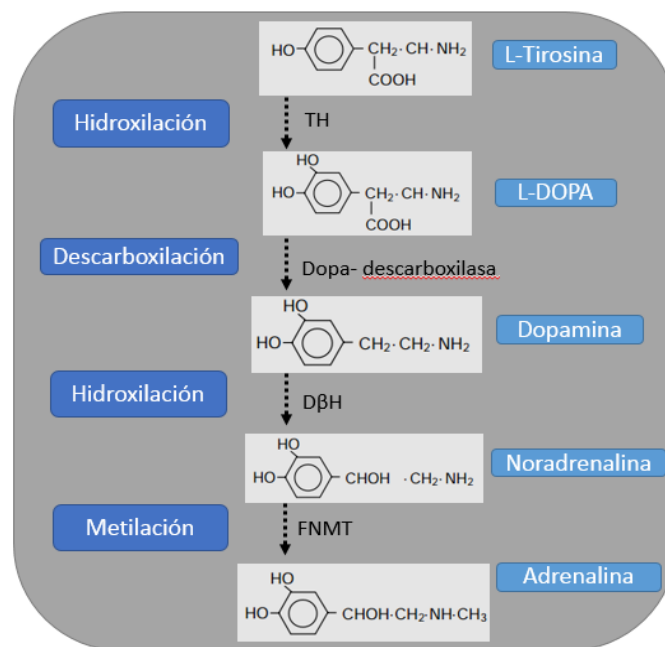 HO
CH₂·CH·NH₂
COOH
L-Tirosina
Hidroxilación
TH
HO
HO
CH₂·CH·NH₂
COOH
L-DOPA
Descarboxilación
Dopa- descarboxilasa
HO
HO
CH₂·CH₂·NH₂
Dopamina
Hidroxilación
DβH
HO
HO
CHOH ·CH₂·NH₂
Noradrenalina
Metilación
FNMT
HO
HO
CHOH·CH₂·NH·CH₃
Adrenalina